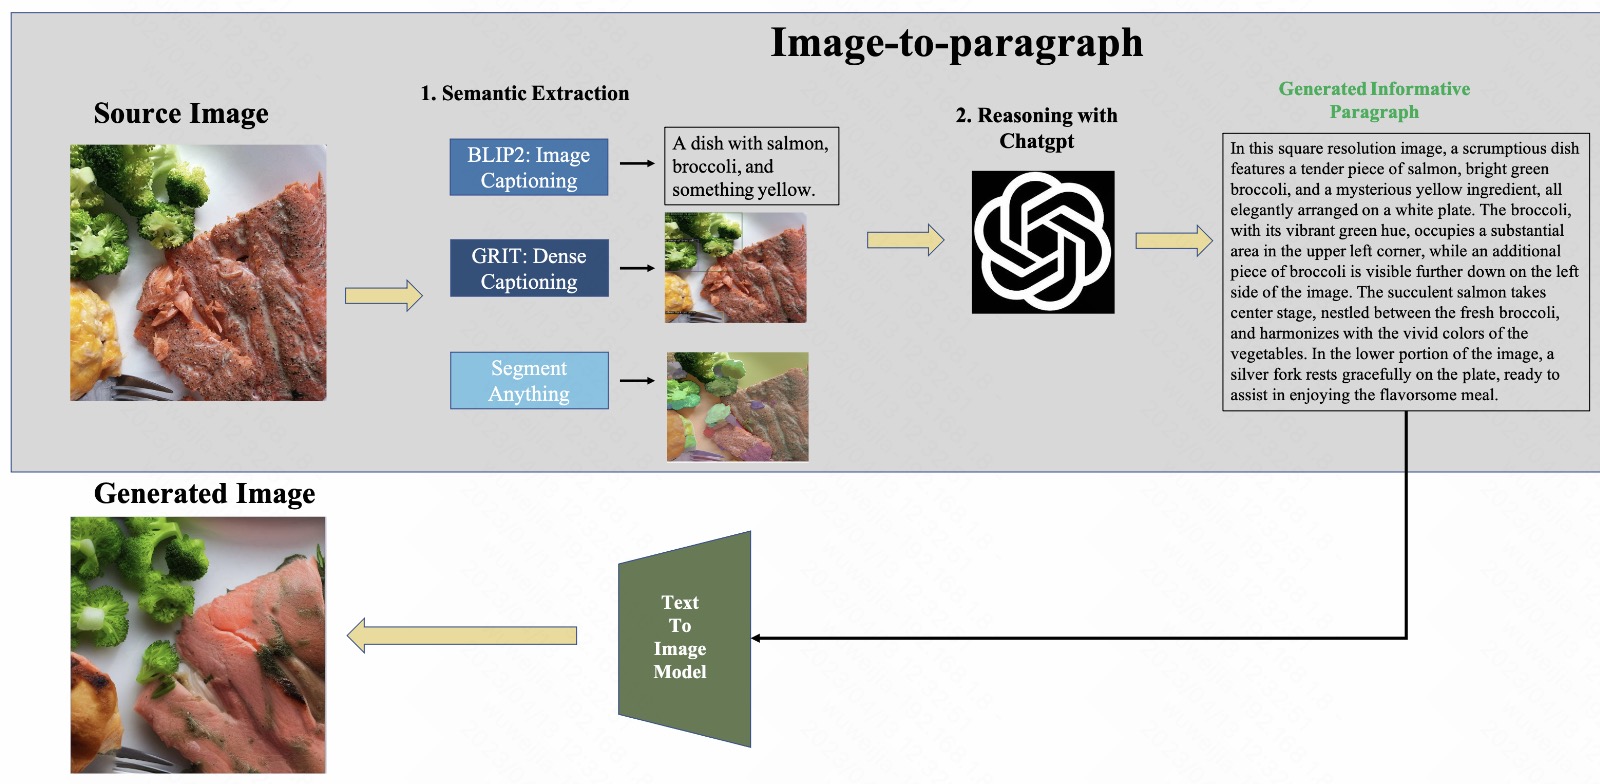 Image-to-paragraph
Source Image
1. Semantic Extraction
BLIP2: Image
Captioning
A dish with salmon,
broccoli, and
something yellow.
GRIT: Dense
Captioning
Segment
Anything
2. Reasoning with
Chatgpt
Generated Informative
Paragraph
In this square resolution image, a scrumptious dish
features a tender piece of salmon, bright green
broccoli, and a mysterious yellow ingredient, all
elegantly arranged on a white plate. The broccoli,
with its vibrant green hue, occupies a substantial
area in the upper left corner, while an additional
piece of broccoli is visible further down on the left
side of the image. The succulent salmon takes
center stage, nestled between the fresh broccoli,
and harmonizes with the vivid colors of the
vegetables. In the lower portion of the image, a
silver fork rests gracefully on the plate, ready to
assist in enjoying the flavorsome meal.
Generated Image
Text
To
Image
Model